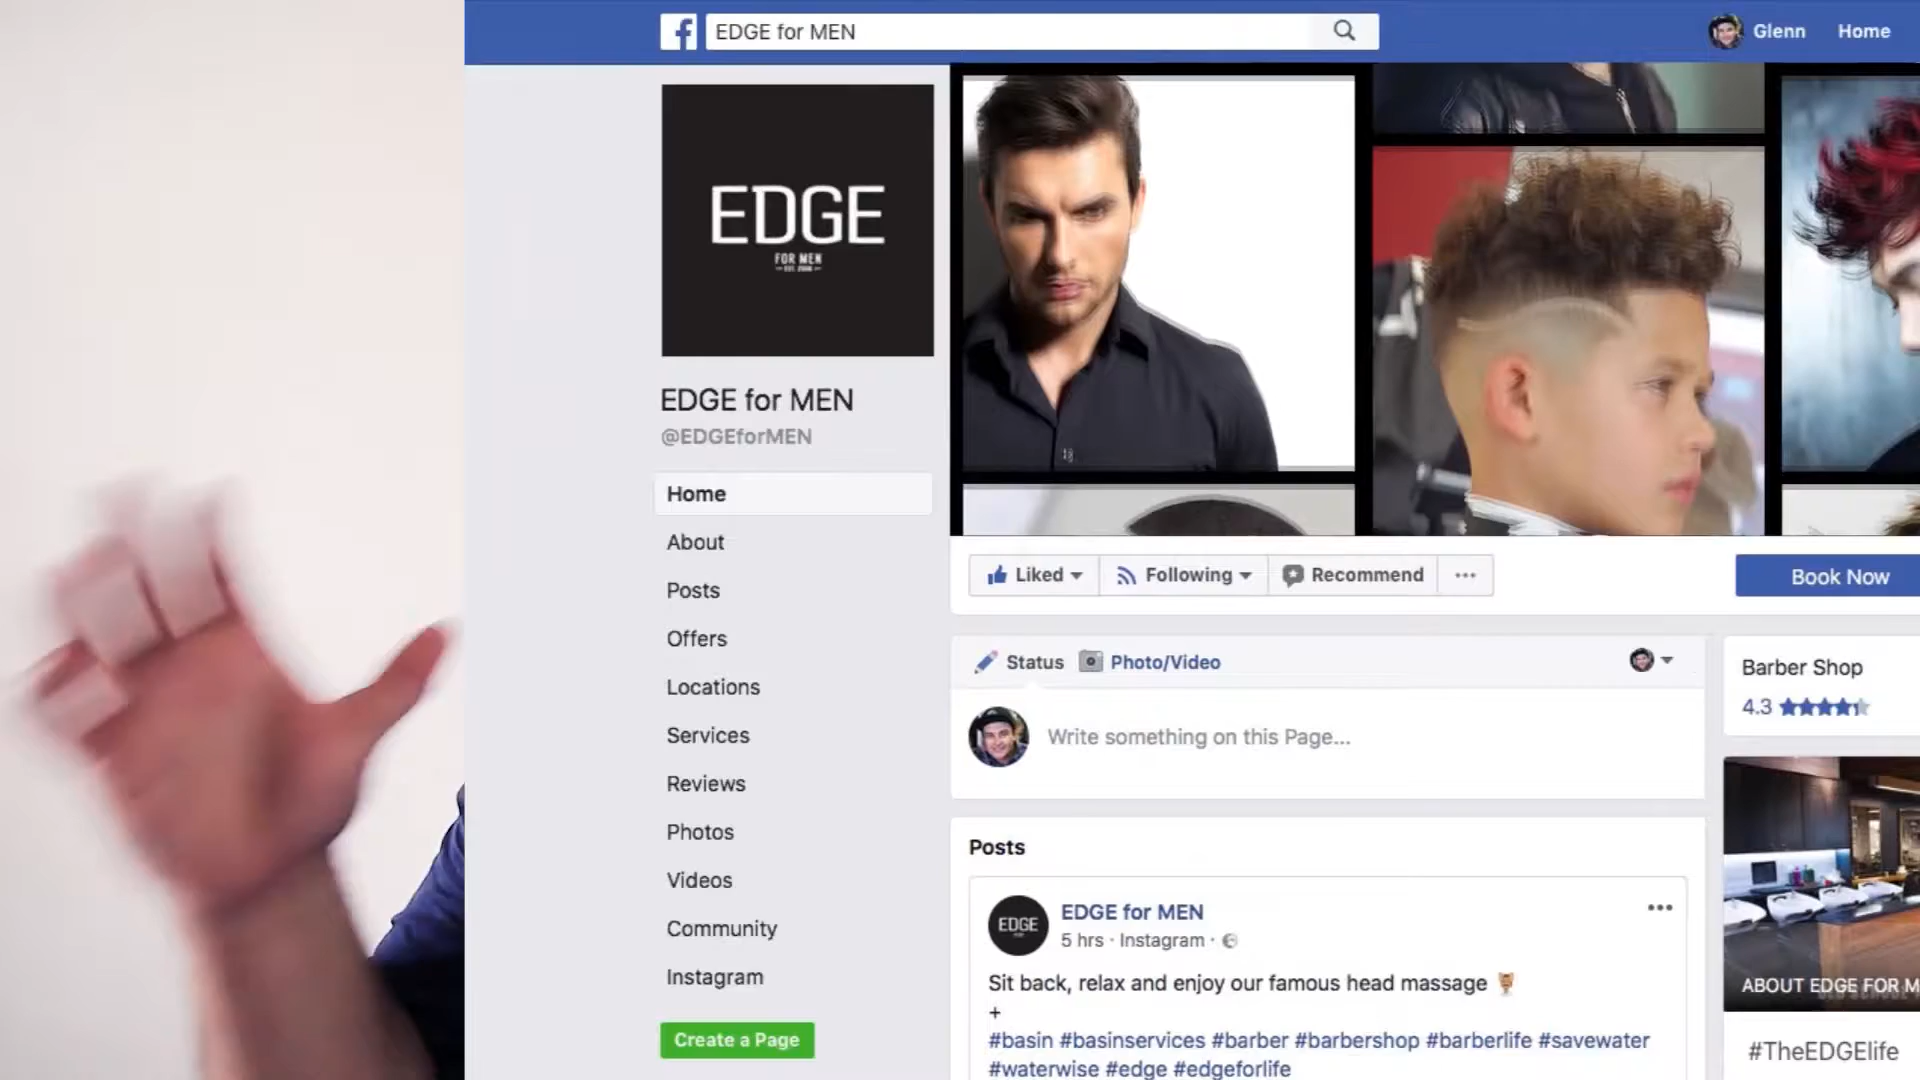 EDGE for MEN
Glenn
Home
EDGE
FOR MEN
EDGE for MEN
@EDGEforMEN
Home
About
Posts
Offers
Locations
Services
Reviews
Photos
Videos
Community
Instagram
Create a Page
Liked
Following
Recommend
Book Now
Status
Photo/Video
Write something on this Page...
Posts
EDGE
EDGE for MEN
5 hrs · Instagram ·
Sit back, relax and enjoy our famous head massage
+
#basin #basinservices #barber #barbershop #barberlife #savewater
#waterwise #edge #edgeforlife
Barber Shop
4.3
ABOUT EDGE FOR M
#TheEDGElife